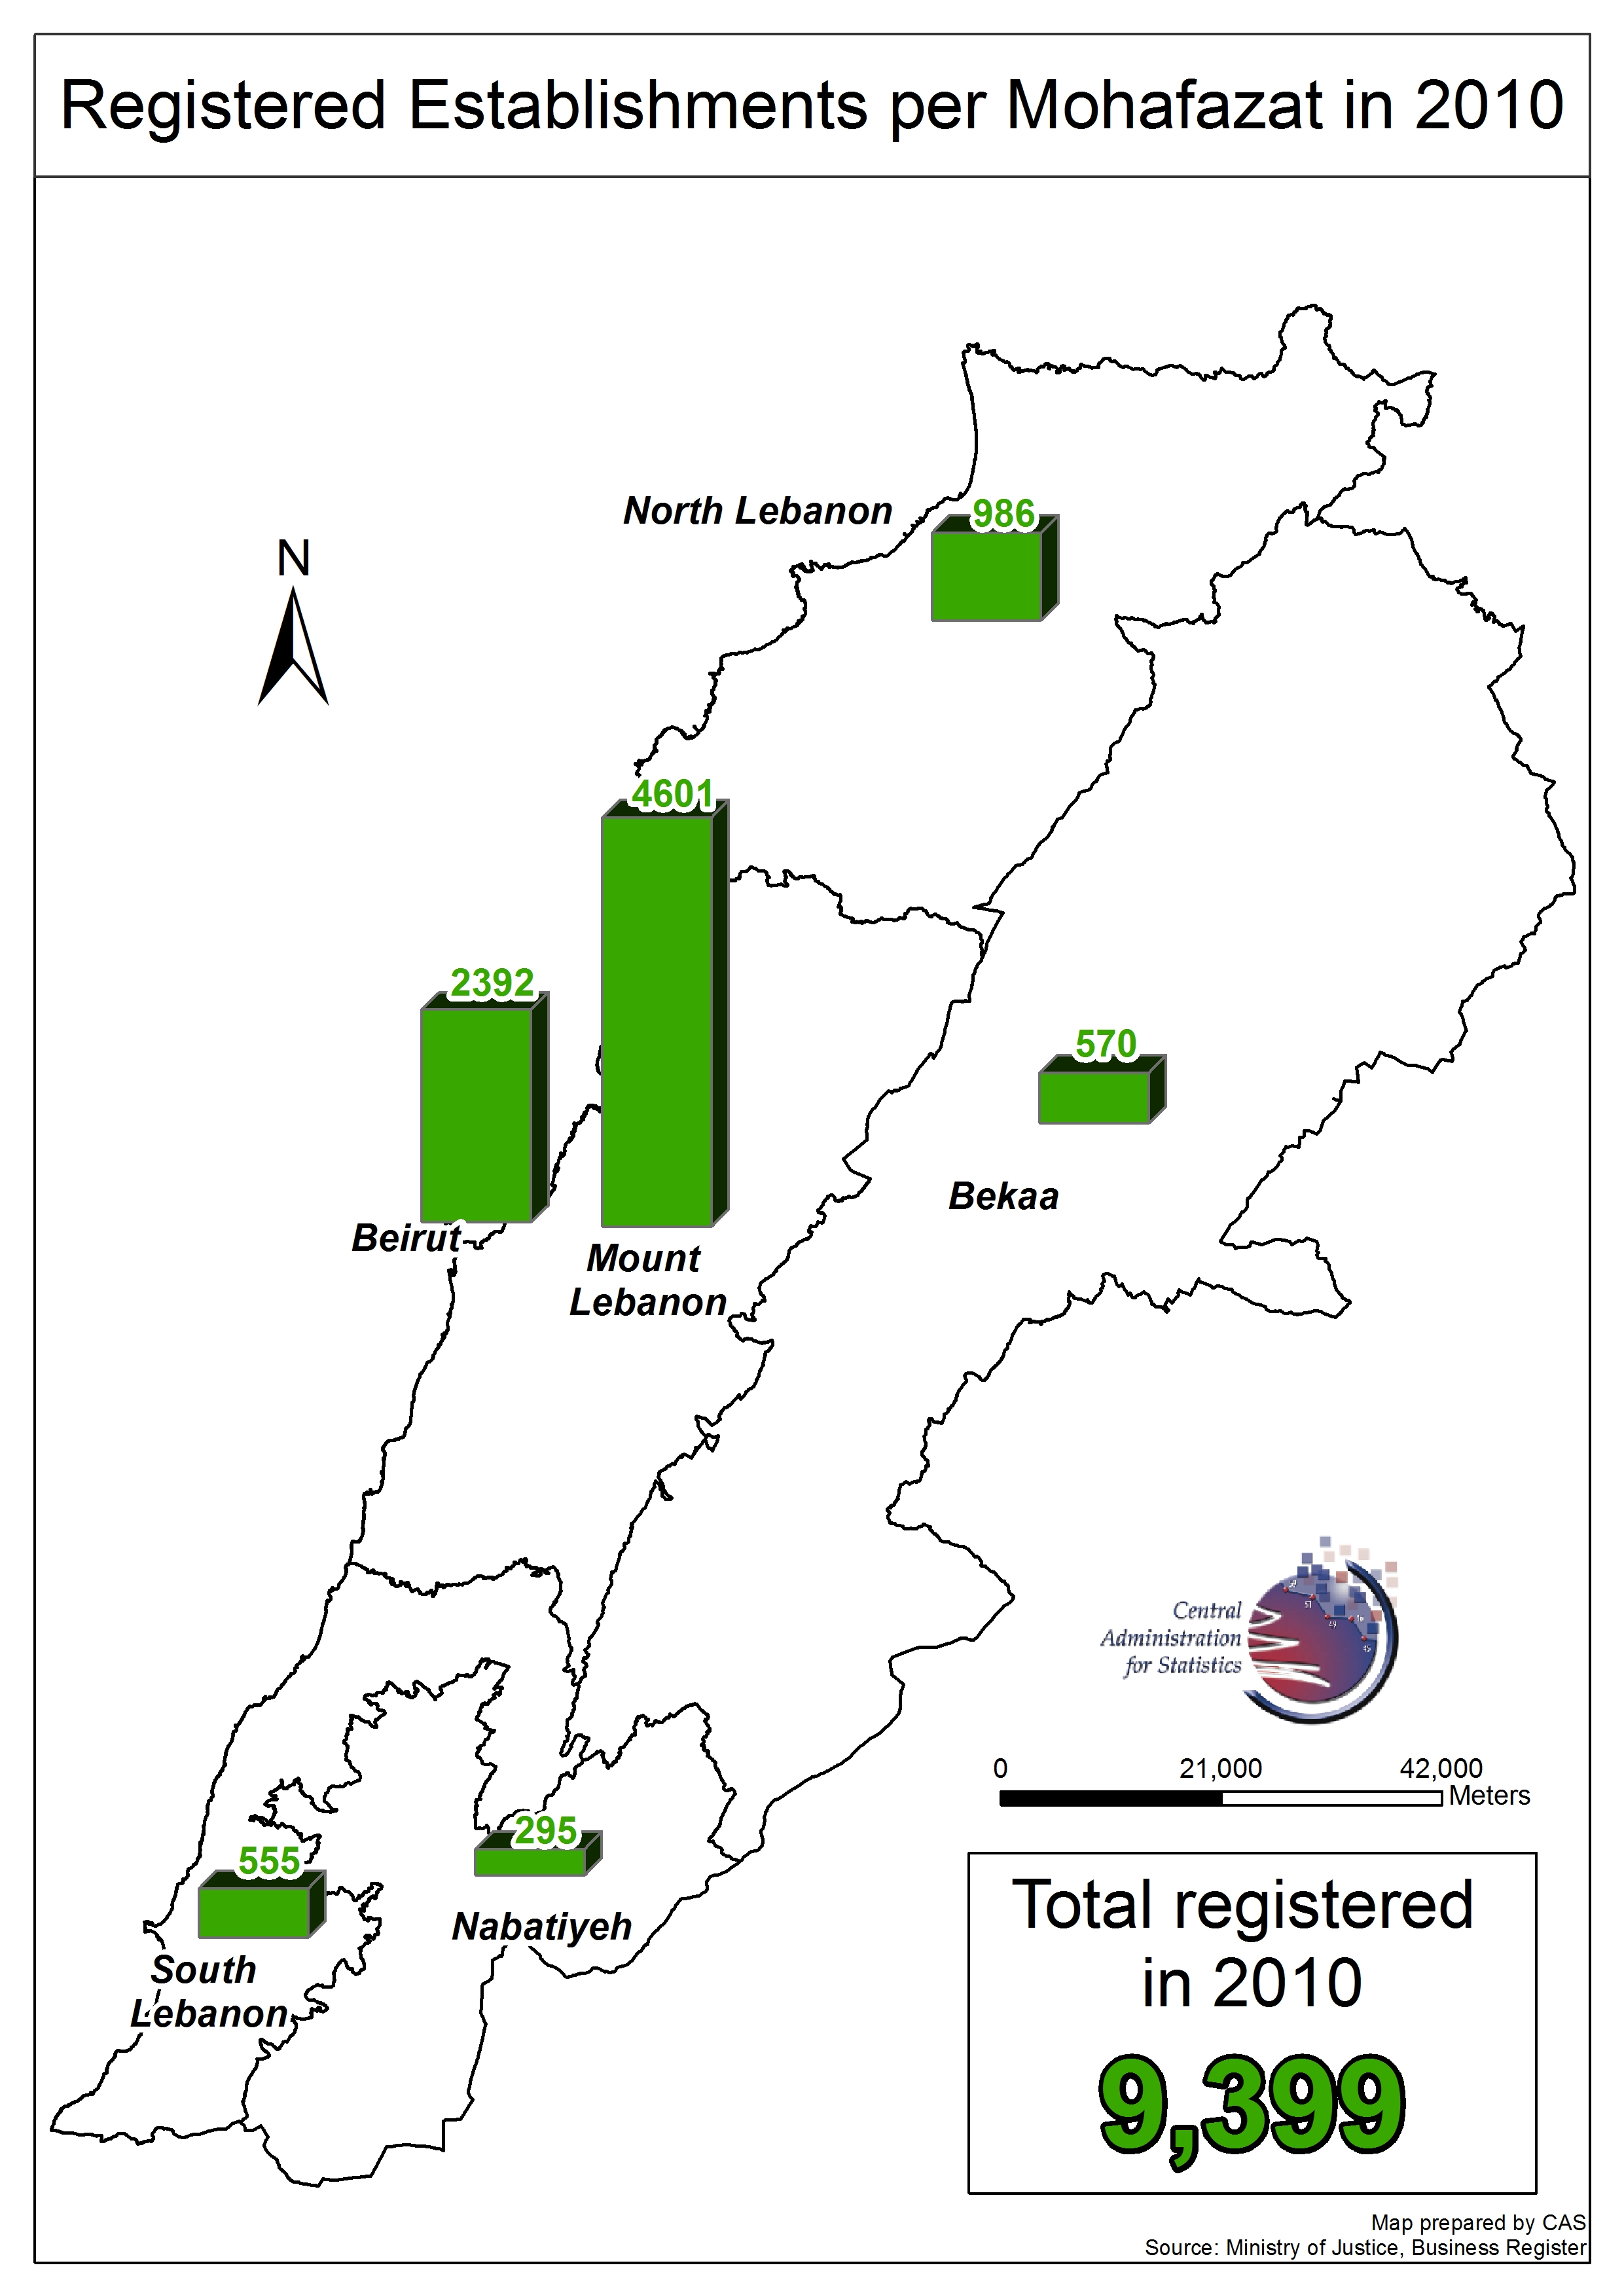 Registered Establishments per Mohafazat in 2010
North Lebanon
986
N
4601
2392
570
Bekaa
Beirut
Mount
Lebanon
Central
Administration
for Statistics
0 21,000 42,000
Meters
295
555
Nabatiyeh
South
Lebanon
Total registered
in 2010
9,399
Map prepared by CAS
Source: Ministry of Justice, Business Register